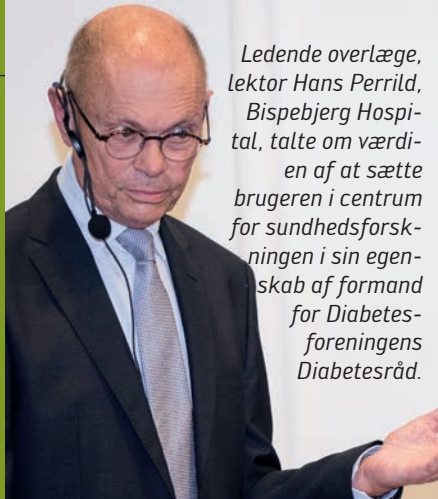 Ledende overlæge,
lektor Hans Perrild,
Bispebjerg Hospi-
tal, talte om værdi-
en af at sætte
brugeren i centrum
for sundhedsforsk-
ningen i sin egen-
skab af formand
for Diabetes-
foreningens
Diabetesråd.